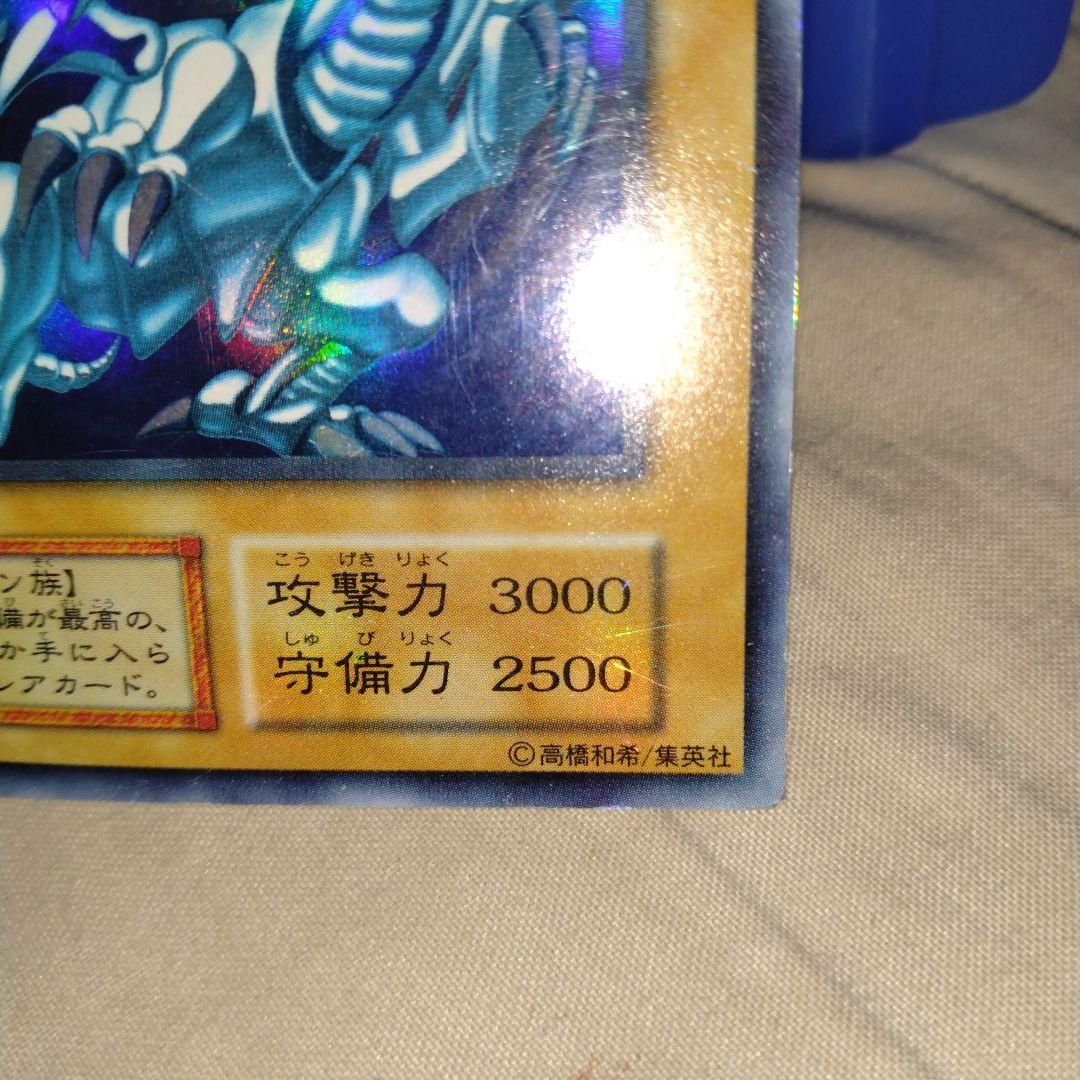 ン族】
備が最高の、
か手に入ら
レアカード。
こう げき りょく
攻撃力 3000
しゅ び りょく
守備力 2500
©高橋和希/集英社